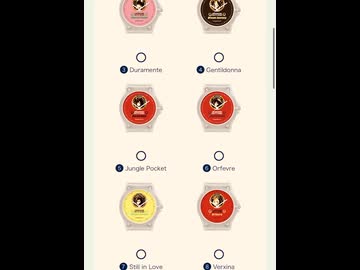 3 Duramente
4 Gentildonna
5 Jungle Pocket
6 Orfevre
7 Still in Love
8 Verxina